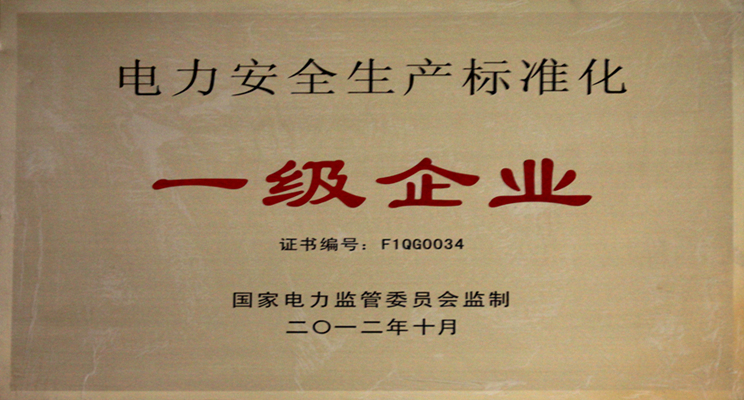 电力安全生产标准化
一级企业
证书编号：F1QG0034
国家电力监管委员会监制
二〇一二年十月